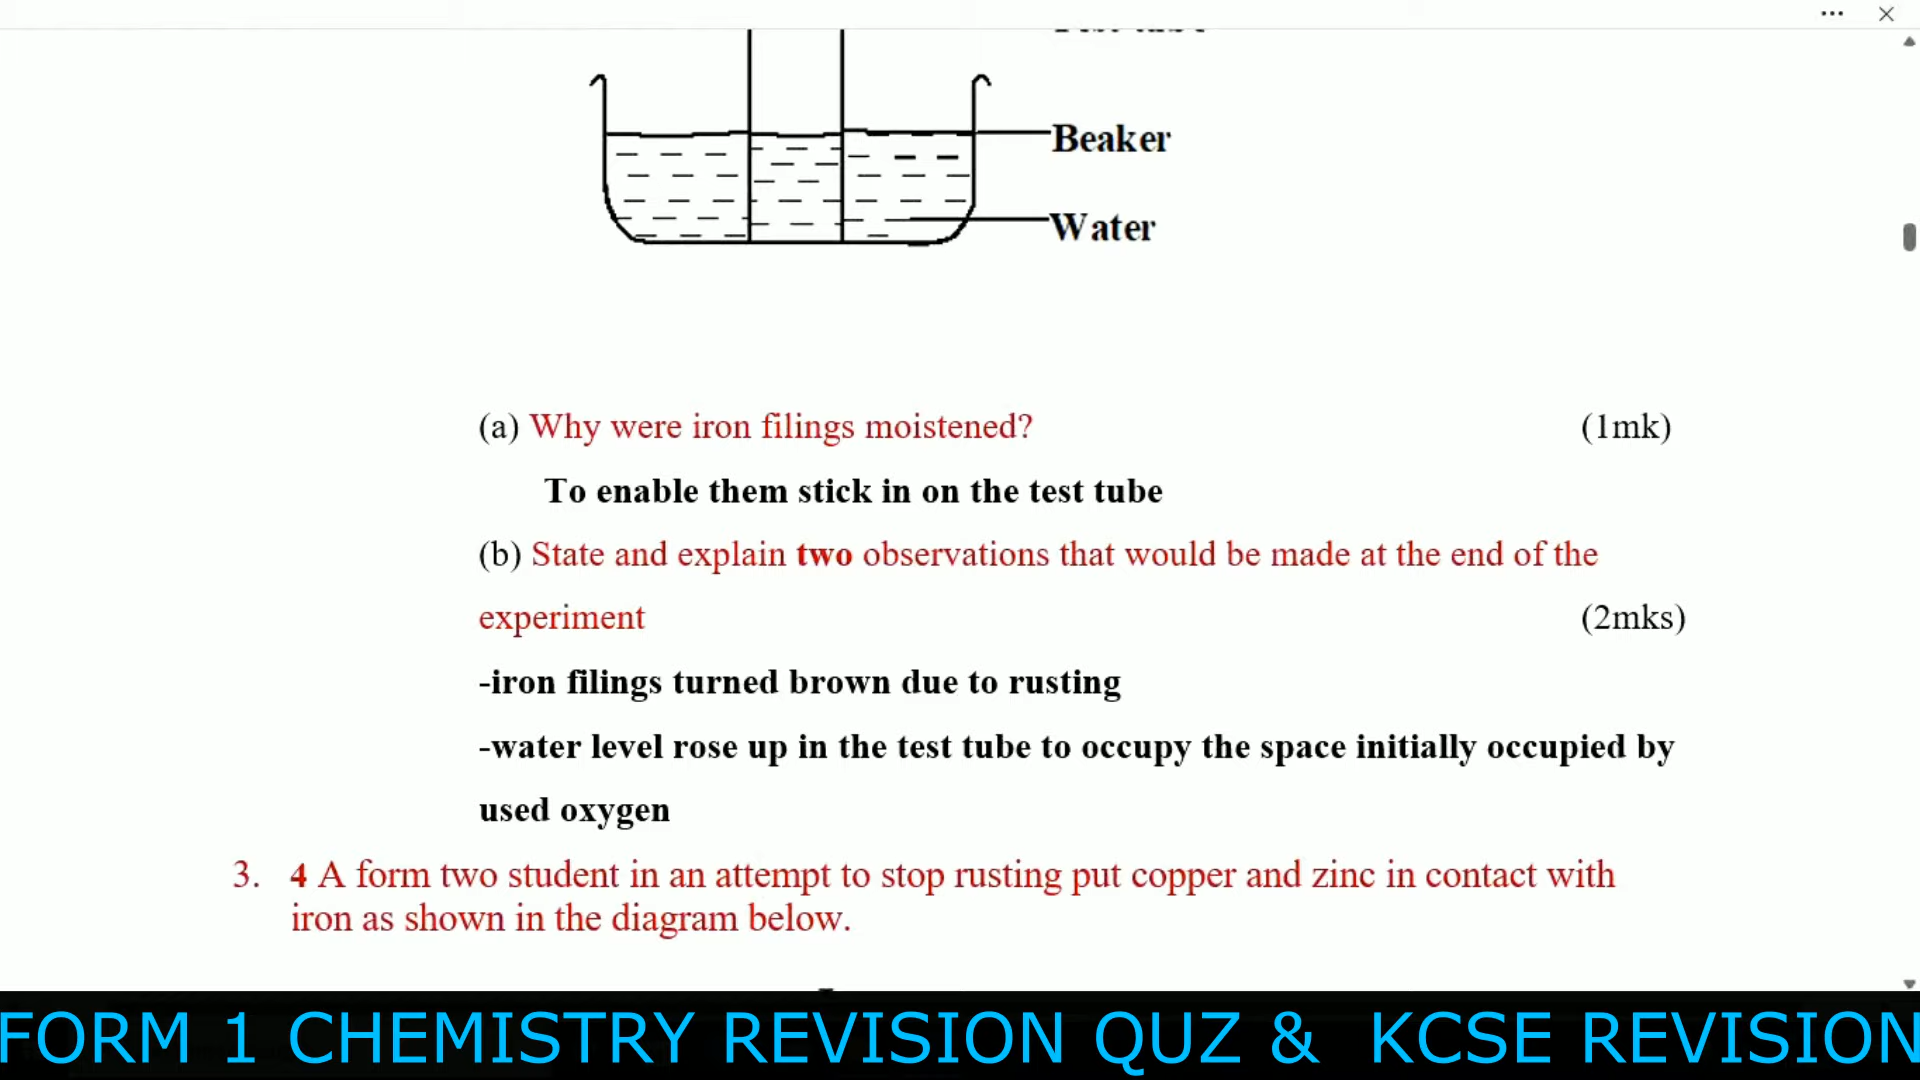 Beaker
Water
(a) Why were iron filings moistened? (1mk)
To enable them stick in on the test tube
(b) State and explain two observations that would be made at the end of the
experiment (2mks)
-iron filings turned brown due to rusting
-water level rose up in the test tube to occupy the space initially occupied by
used oxygen
3. 4 A form two student in an attempt to stop rusting put copper and zinc in contact with
iron as shown in the diagram below.
FORM 1 CHEMISTRY REVISION QUZ & KCSE REVISION